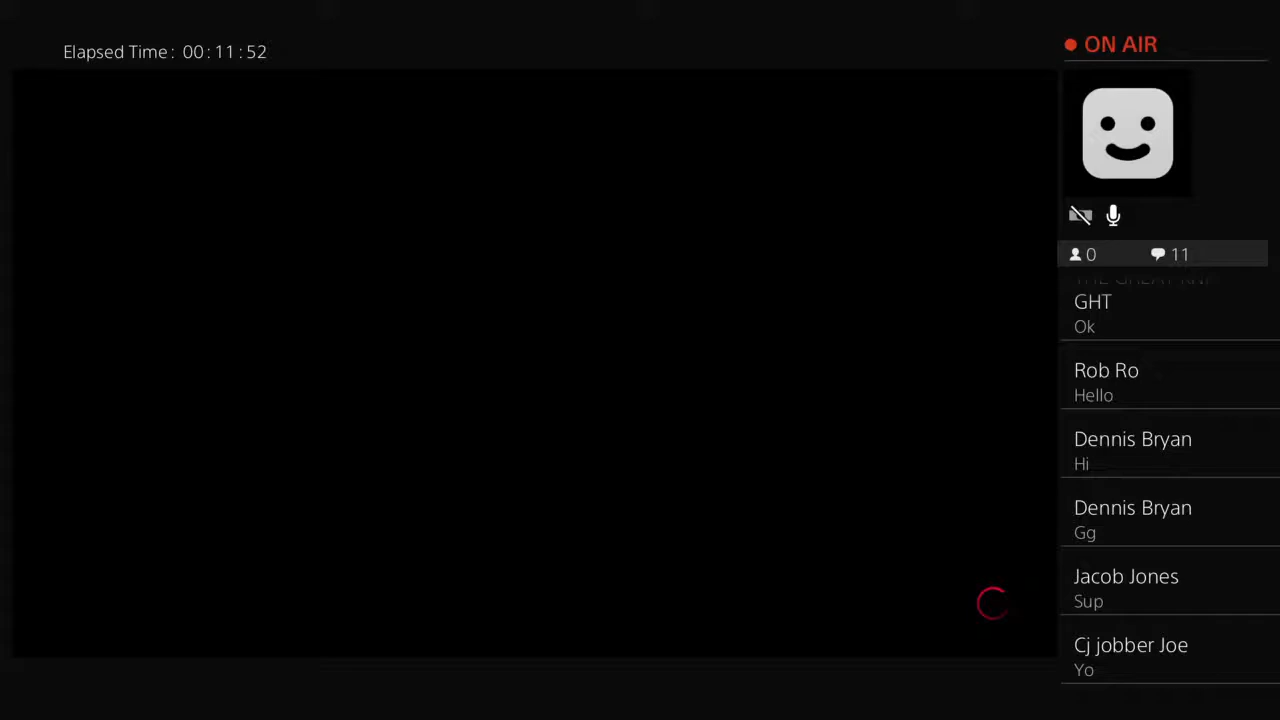 Elapsed Time: 00:11:52
ON AIR
0 11
GHT
Ok
Rob Ro
Hello
Dennis Bryan
Hi
Dennis Bryan
Gg
Jacob Jones
Sup
Cj jobber Joe
Yo